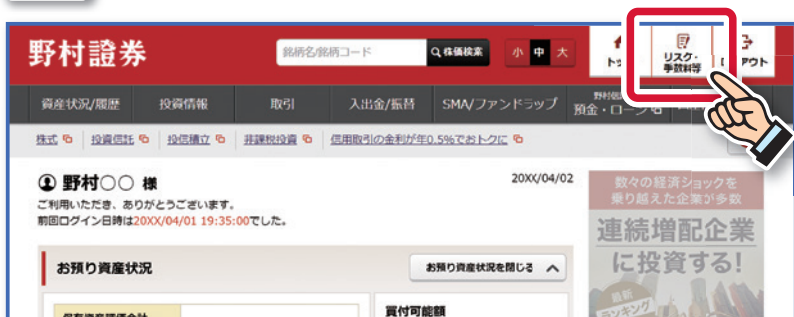 野村證券
銘柄名/銘柄コード
株価検索
小 中 大
リスク・
手数料等
資産状況/履歴 投資情報 取引 入出金/振替 SMA/ファンドラップ
預金・ローン
株式 投資信託 投信積立 非課税投資 信用取引の金利が年0.5%でおトクに
野村○○ 様
20XX/04/02
ご利用いただき、ありがとうございます。
前回ログイン日時は20XX/04/01 19:35:00でした。
数々の経済ショックを
乗り越えた企業が多数
連続増配企業
に投資する!
最新
ランキング
お預り資産状況
お預り資産状況を閉じる
買付可能額